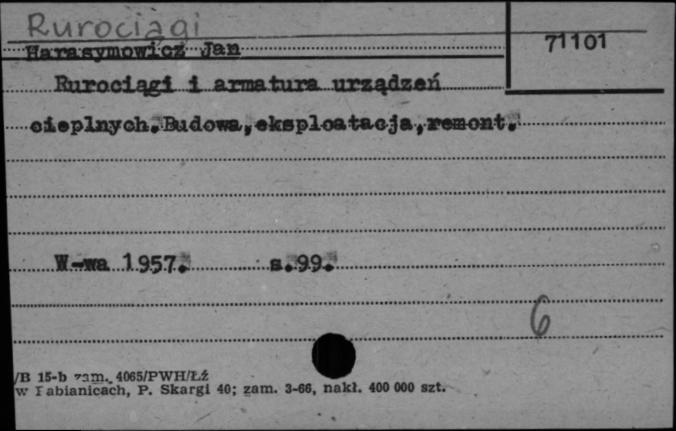 Rurociągi
Harasymowicz Jan
71101
Rurociągi i armatura urządzeń
cieplnych. Budowa, eksploatacja, remont.
W-wa 1957. s. 99.
6
/B 15-b zam. 4065/PWH/Łź
w Pabianicach, P. Skargi 40; zam. 3-66, nakł. 400 000 szt.